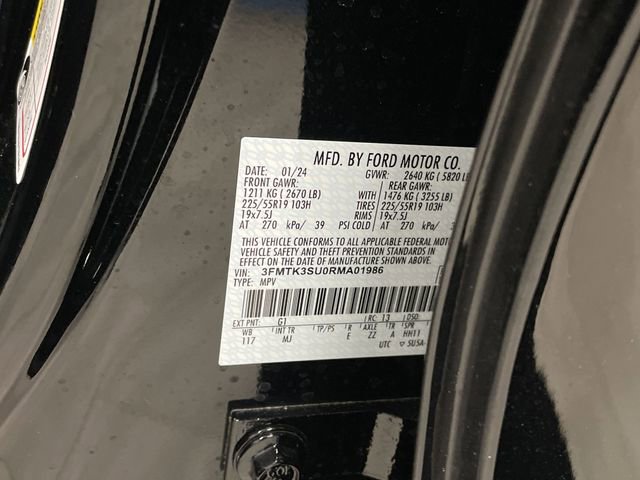 MFD. BY FORD MOTOR CO.
DATE: 01/24 GVWR: 2640 KG ( 5820 LB
FRONT GAWR: REAR GAWR:
1211 KG ( 2670 LB) WITH 1476 KG ( 3255 LB)
225/55R19 103H TIRES 225/55R19 103H
19x7.5J RIMS 19x7.5J
AT 270 kPa/ 39 PSI COLD AT 270 kPa/ 3
THIS VEHICLE CONFORMS TO ALL APPLICABLE FEDERAL MOT
VEHICLE SAFETY AND THEFT PREVENTION STANDARDS IN
EFFECT ON THE DATE OF MANUFACTURE SHOWN ABOVE.
VIN: 3FMTK3SU0RMA01986
TYPE: MPV
EXT PNT: G1 RC: 13 DSO:
WB INT TR TP/PS R AXLE TR SPR
117 MJ E ZZ A HH11
UTC ▽ 5U5A-